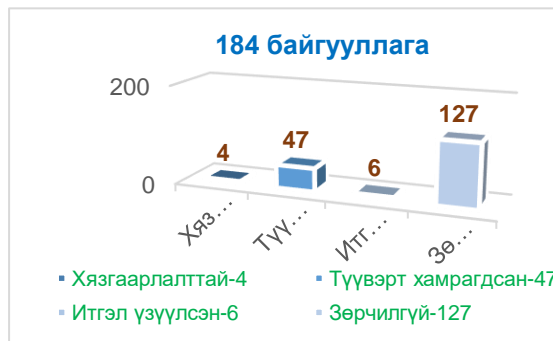 184 байгууллага
200
0
4
47
6
127
Хяз...
Түү...
Итг...
Зө...
Хязгаарлалттай-4
Түүвэрт хамрагдсан-47
Итгэл үзүүлсэн-6
Зөрчилгүй-127